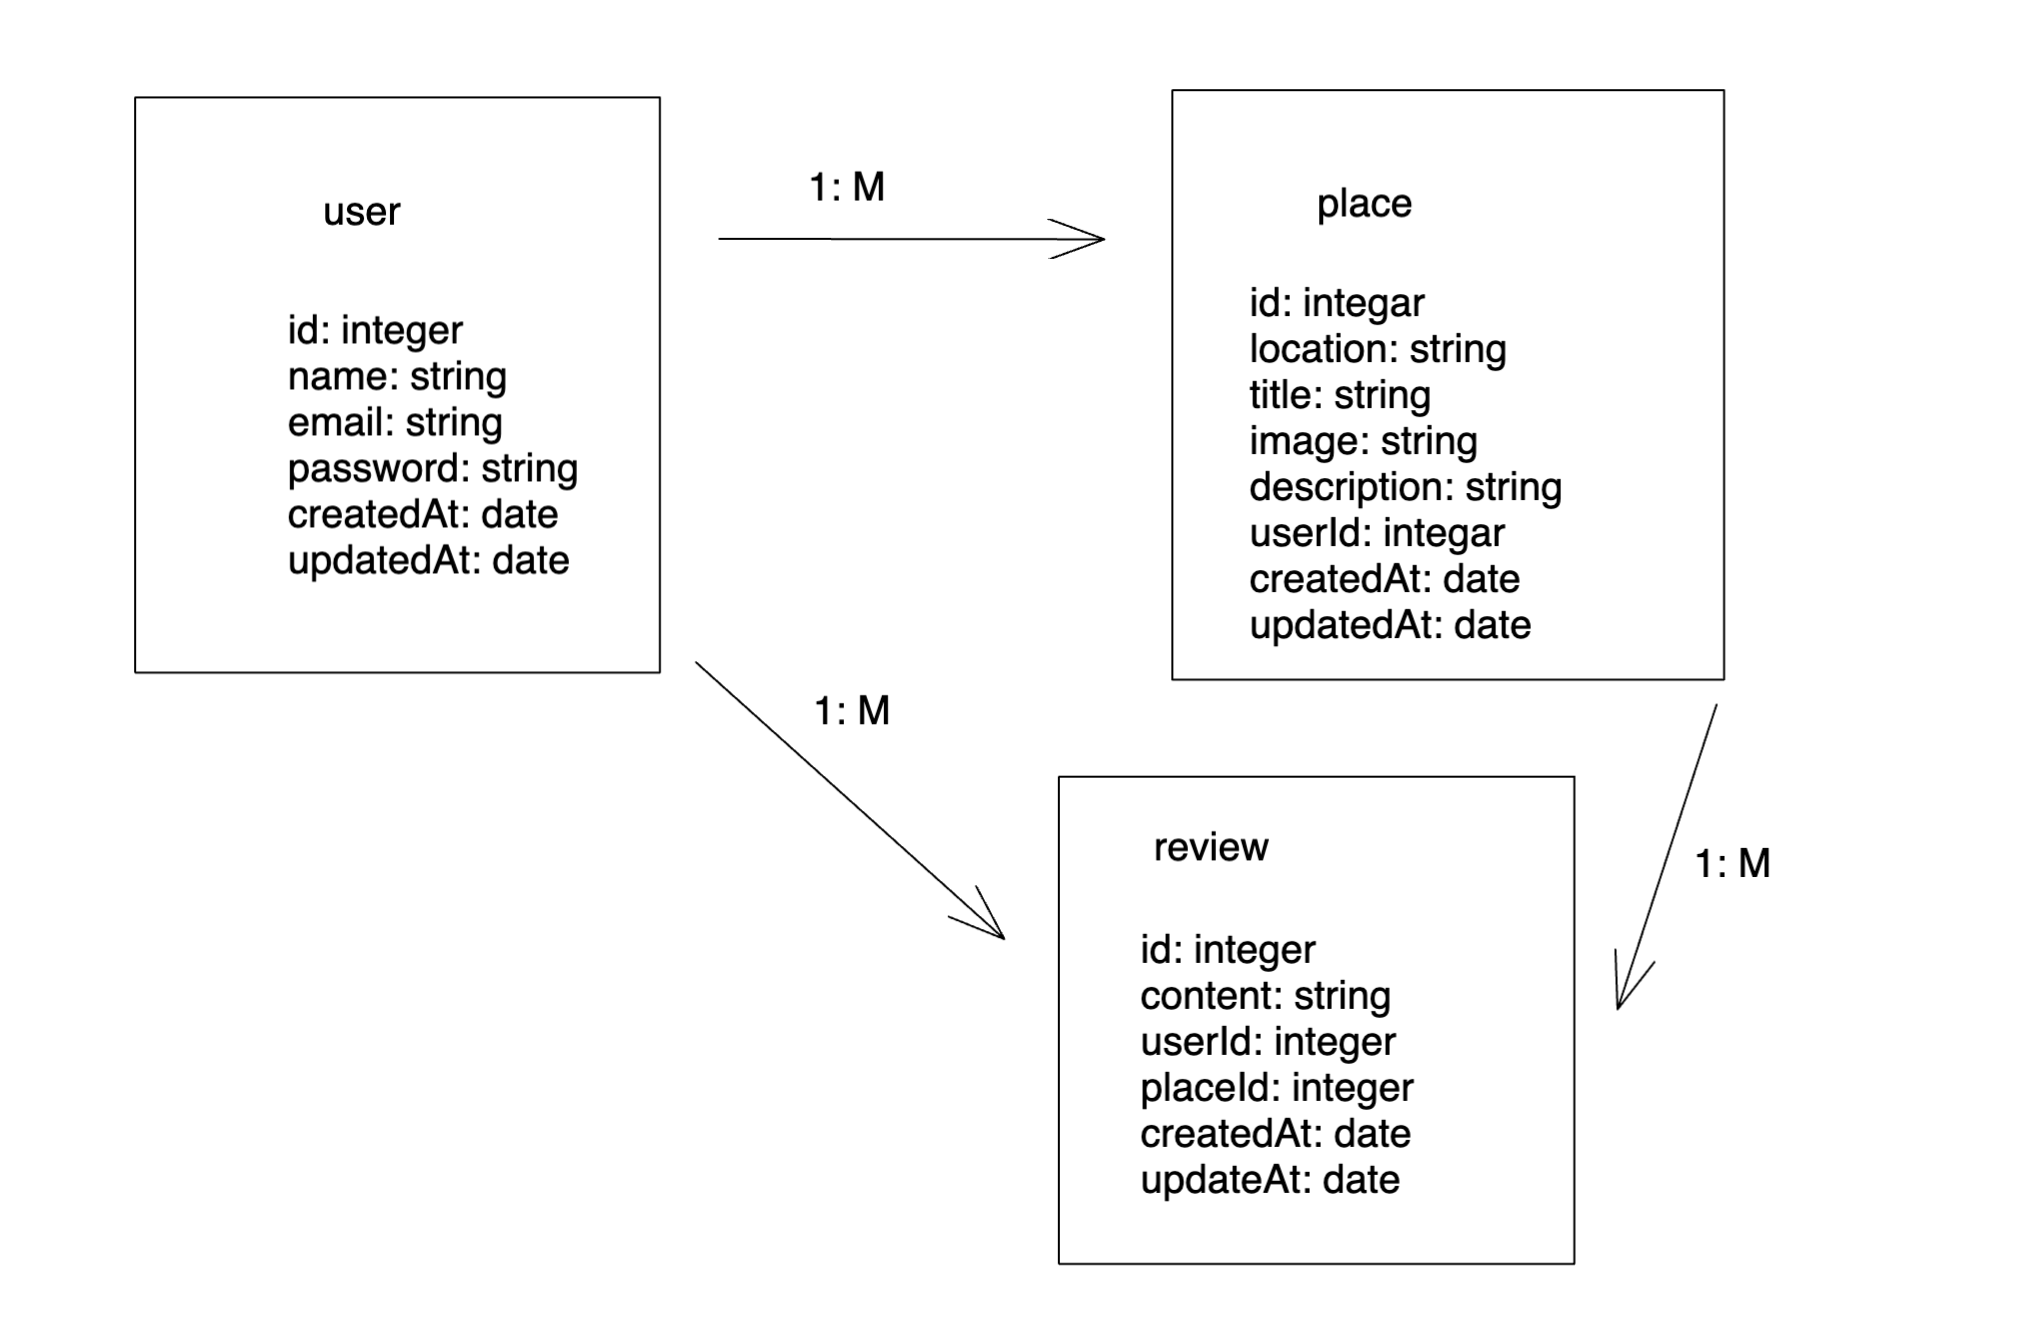 user
id: integer
name: string
email: string
password: string
createdAt: date
updatedAt: date
1: M
place
id: integar
location: string
title: string
image: string
description: string
userId: integar
createdAt: date
updatedAt: date
1: M
1: M
review
id: integer
content: string
userId: integer
placeId: integer
createdAt: date
updateAt: date